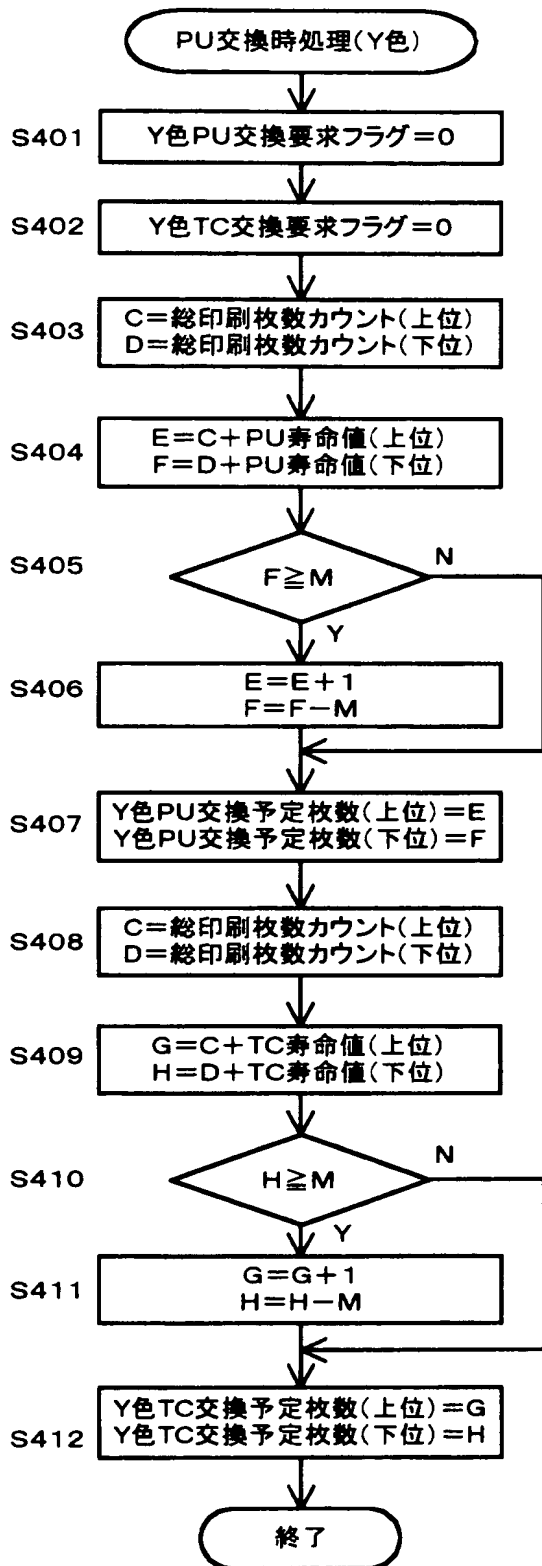 PU交換時処理(Y色)
S401
Y色PU交換要求フラグ=0
S402
Y色TC交換要求フラグ=0
S403
C=総印刷枚数カウント(上位)
D=総印刷枚数カウント(下位)
S404
E=C+PU寿命値(上位)
F=D+PU寿命値(下位)
S405
F≧M
N
Y
S406
E=E+1
F=F-M
S407
Y色PU交換予定枚数(上位)=E
Y色PU交換予定枚数(下位)=F
S408
C=総印刷枚数カウント(上位)
D=総印刷枚数カウント(下位)
S409
G=C+TC寿命値(上位)
H=D+TC寿命値(下位)
S410
H≧M
N
Y
S411
G=G+1
H=H-M
S412
Y色TC交換予定枚数(上位)=G
Y色TC交換予定枚数(下位)=H
終了